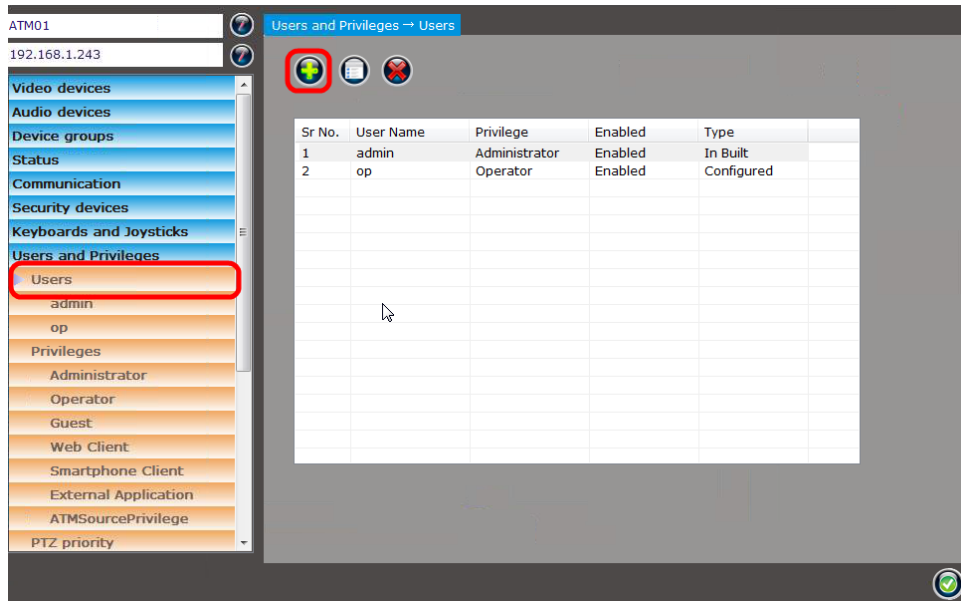 ATM01
192.168.1.243
Video devices
Audio devices
Device groups
Status
Communication
Security devices
Keyboards and Joysticks
Users and Privileges
Users
admin
op
Privileges
Administrator
Operator
Guest
Web Client
Smartphone Client
External Application
ATMSourcePrivilege
PTZ priority
Users and Privileges → Users
Sr No. User Name Privilege Enabled Type
1 admin Administrator Enabled In Built
2 op Operator Enabled Configured